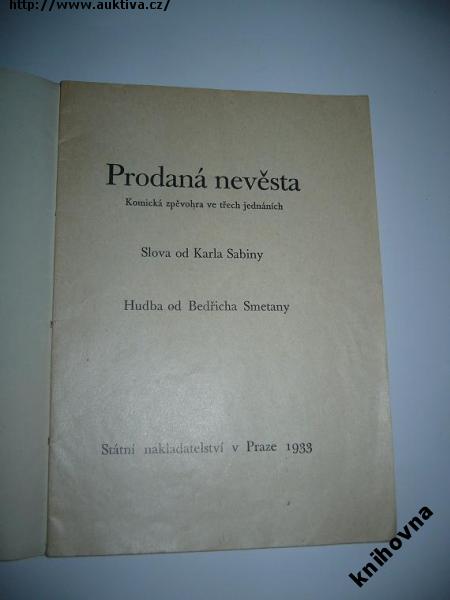 http://www.auktiva.cz/
Prodaná nevěsta
Komická zpěvohra ve třech jednáních
Slova od Karla Sabiny
Hudba od Bedřicha Smetany
Státní nakladatelství v Praze 1933
knihovna